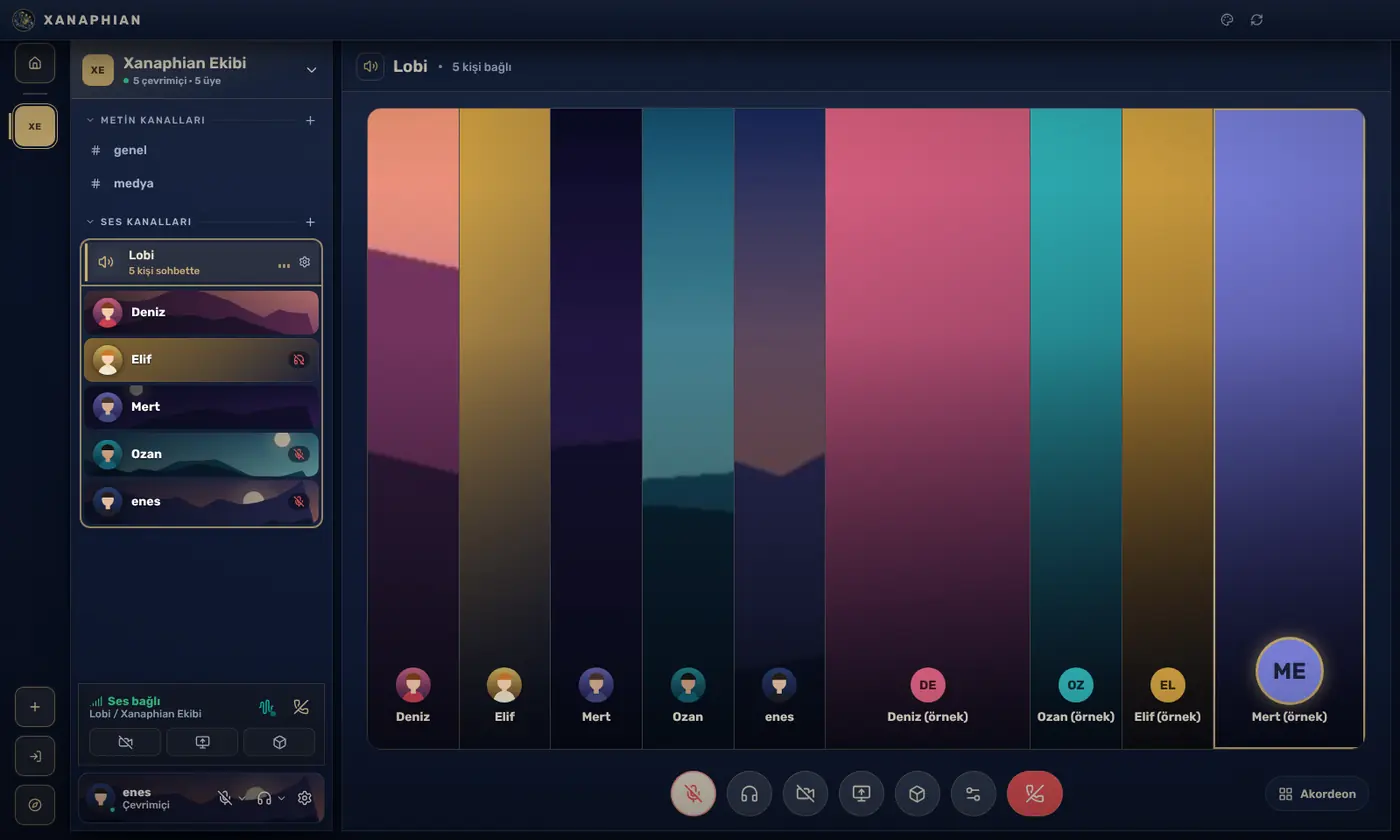 XANAPHIAN
XE
Xanaphian Ekibi
5 çevrimiçi • 5 üye
XE
METİN KANALLARI
# genel
# medya
SES KANALLARI
Lobi
5 kişi sohbette
Deniz
Elif
Mert
Ozan
enes
Ses bağlı
Lobi / Xanaphian Ekibi
enes
Çevrimiçi
Lobi • 5 kişi bağlı
DE
OZ
EL
ME
Deniz
Elif
Mert
Ozan
enes
Deniz (örnek)
Ozan (örnek)
Elif (örnek)
Mert (örnek)
Akordeon